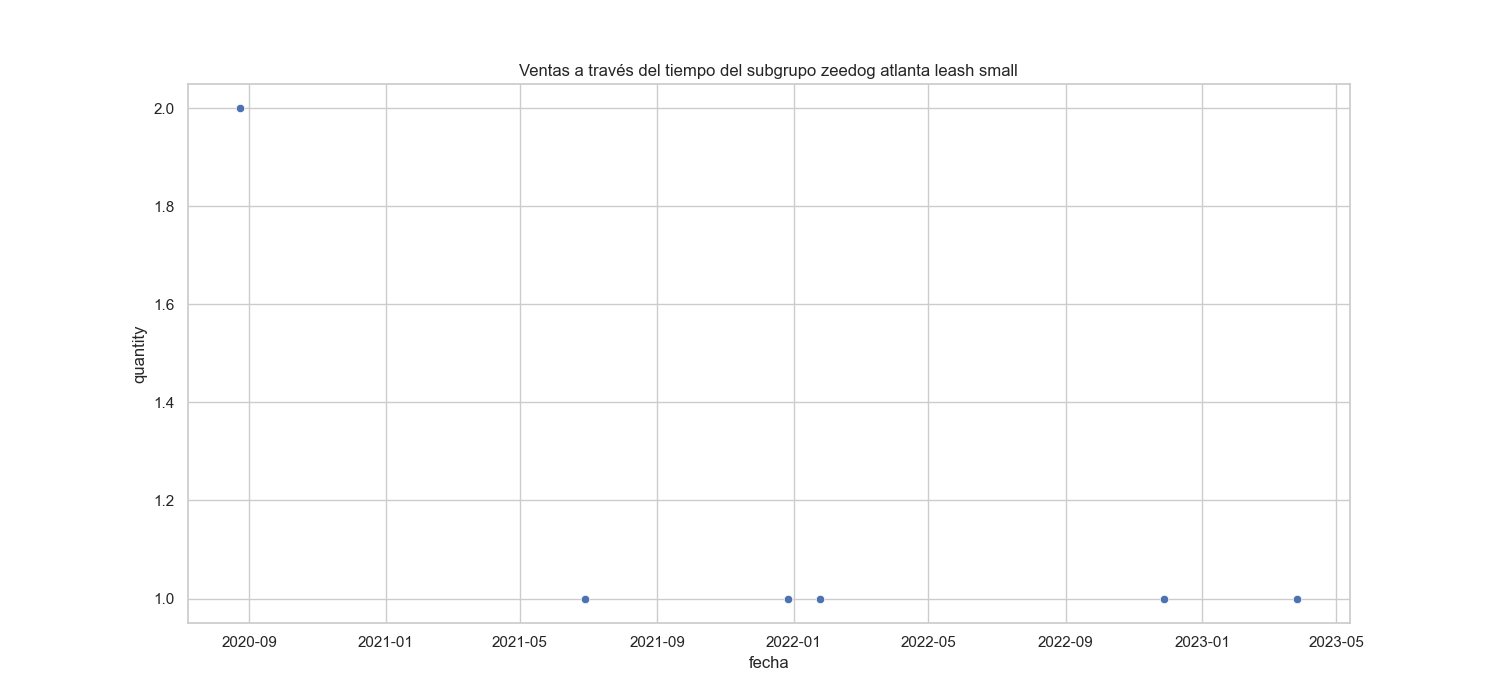 Ventas a través del tiempo del subgrupo zeedog atlanta leash small
2.0
1.8
1.6
1.4
1.2
1.0
quantity
2020-09 2021-01 2021-05 2021-09 2022-01 2022-05 2022-09 2023-01 2023-05
fecha